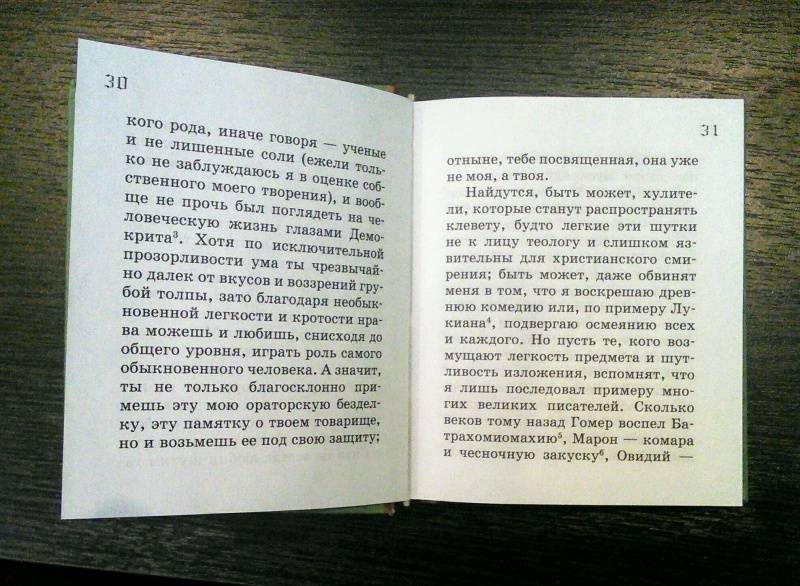 30
кого рода, иначе говоря — ученые
и не лишенные соли (ежели толь-
ко не заблуждаюсь я в оценке соб-
ственного моего творения), и вооб-
ще не прочь был поглядеть на че-
ловеческую жизнь глазами Демо-
крита³. Хотя по исключительной
прозорливости ума ты чрезвычай-
но далек от вкусов и воззрений гру-
бой толпы, зато благодаря необык-
новенной легкости и кротости нра-
ва можешь и любишь, снисходя до
общего уровня, играть роль самого
обыкновенного человека. А значит,
ты не только благосклонно при-
мешь эту мою ораторскую бездел-
ку, эту памятку о твоем товарище,
но и возьмешь ее под свою защиту;
31
отныне, тебе посвященная, она уже
не моя, а твоя.
Найдутся, быть может, хулите-
ли, которые станут распространять
клевету, будто легкие эти шутки
не к лицу теологу и слишком язв-
вительны для христианского сми-
рения; быть может, даже обвинят
меня в том, что я воскрешаю древ-
нюю комедию или, по примеру Лу-
киана⁴, подвергаю осмеянию всех
и каждого. Но пусть те, кого воз-
мущают легкость предмета и шут-
ливость изложения, вспомнят, что
я лишь последовал примеру мно-
гих великих писателей. Сколько
веков тому назад Гомер воспел Ба-
трахомиомахию⁵, Марон — комара
и чесночную закуску⁶, Овидий —